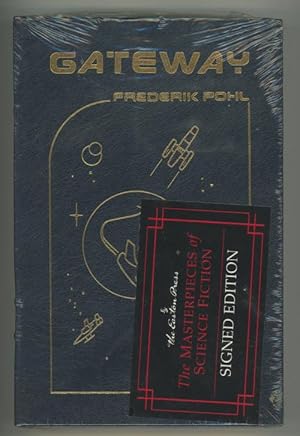 GATEWAY
FREDERIK POHL
The Easton Press
The MASTERPIECES of
SCIENCE FICTION
SIGNED EDITION